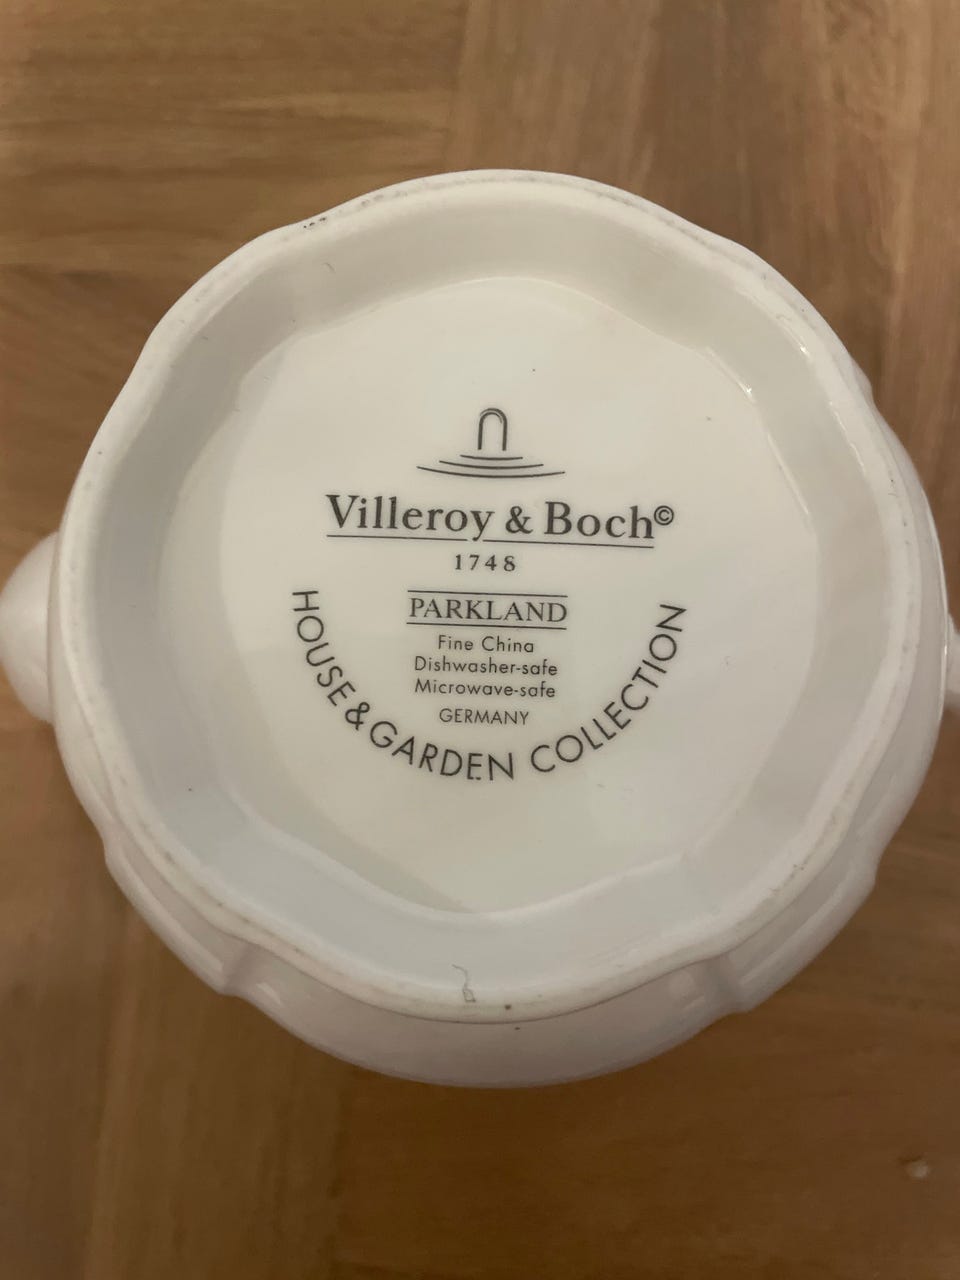 Villeroy & Boch©
1748
PARKLAND
Fine China
Dishwasher-safe
Microwave-safe
GERMANY
HOUSE & GARDEN COLLECTION